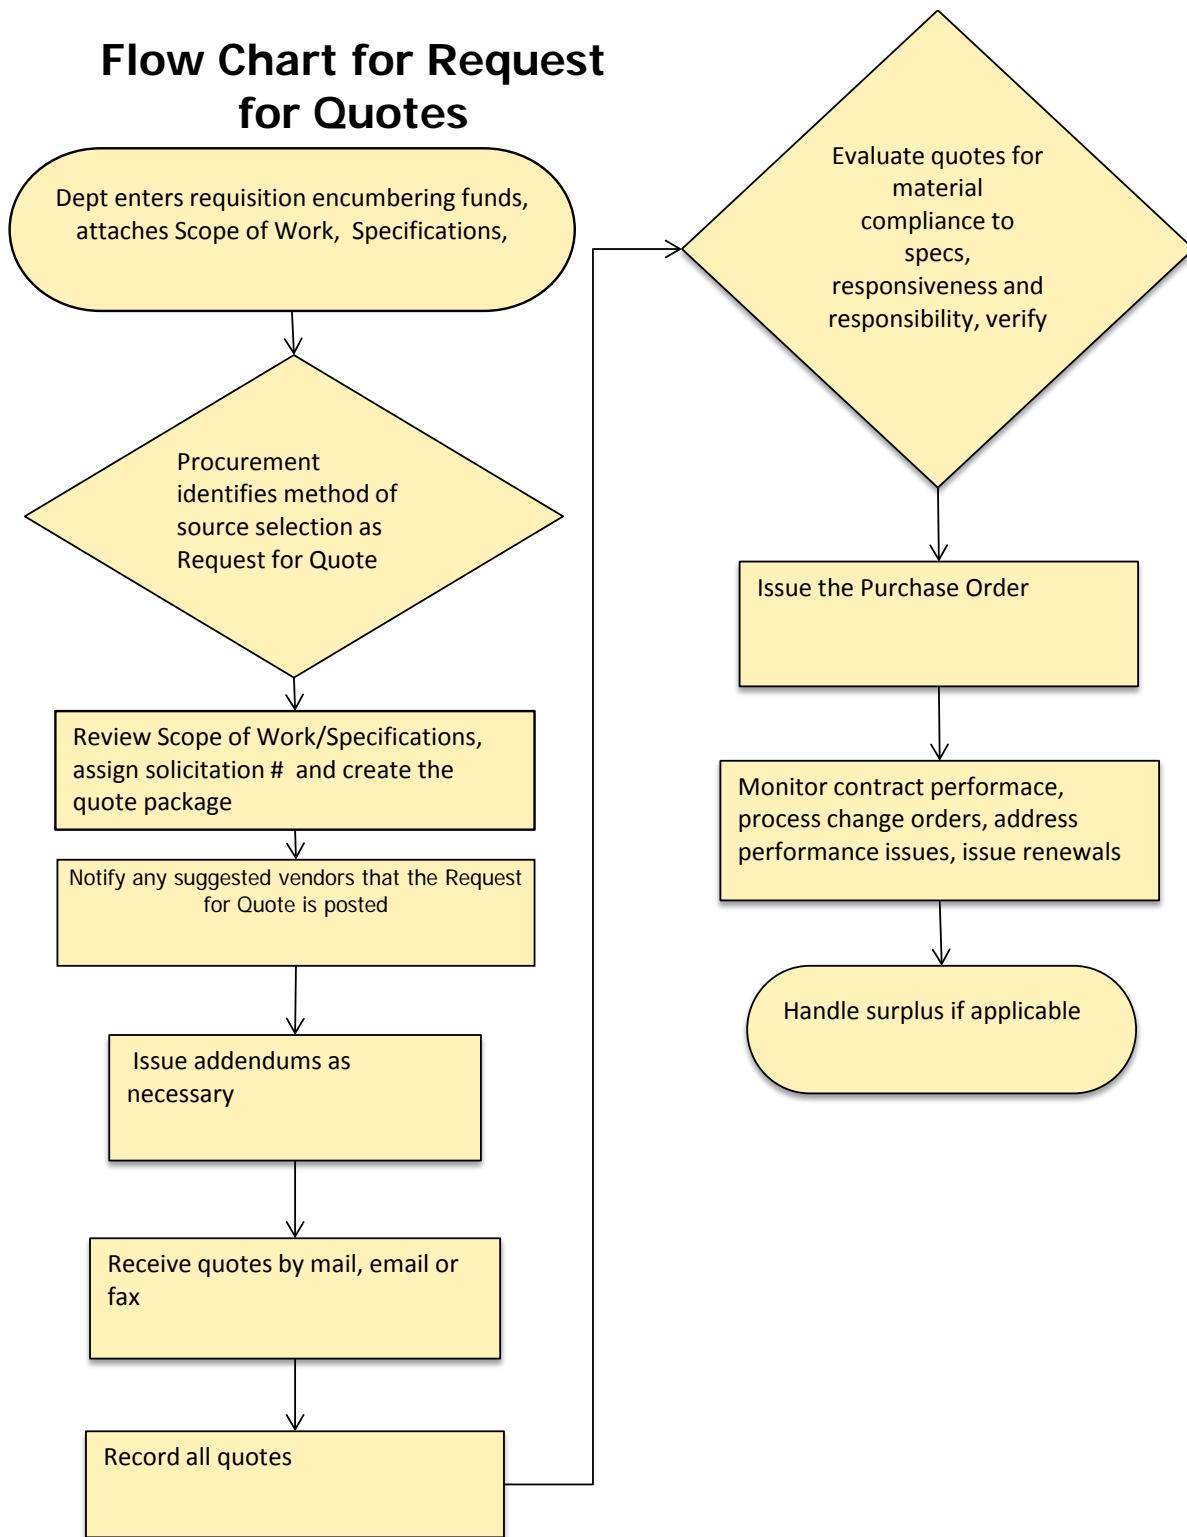 Flow Chart for Request
for Quotes
Dept enters requisition encumbering funds,
attaches Scope of Work, Specifications,
Procurement
identifies method of
source selection as
Request for Quote
Review Scope of Work/Specifications,
assign solicitation # and create the
quote package
Notify any suggested vendors that the Request
for Quote is posted
Issue addendums as
necessary
Receive quotes by mail, email or
fax
Record all quotes
Evaluate quotes for
material
compliance to
specs,
responsiveness and
responsibility, verify
Issue the Purchase Order
Monitor contract performace,
process change orders, address
performance issues, issue renewals
Handle surplus if applicable